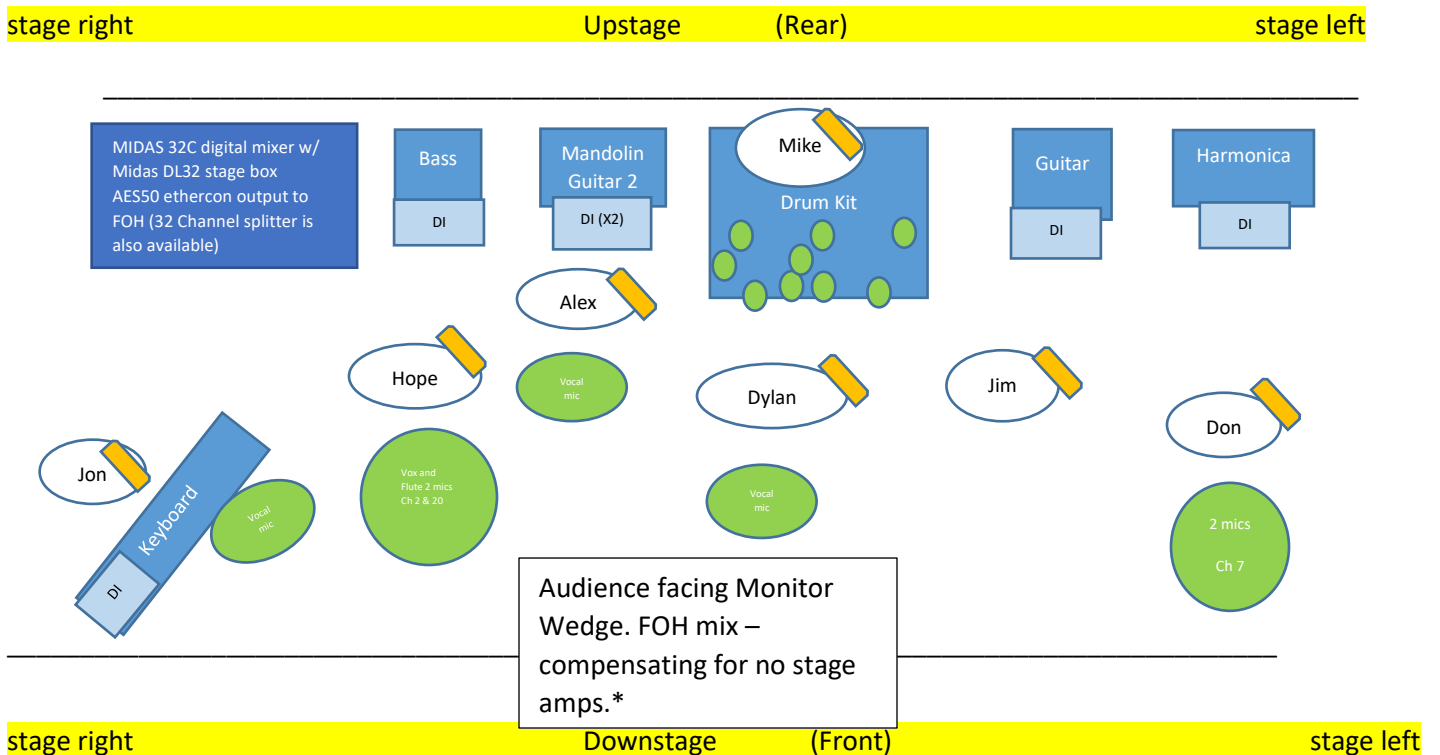 stage right Upstage (Rear) stage left
MIDAS 32C digital mixer w/
Midas DL32 stage box
AES50 ethercon output to
FOH (32 Channel splitter is
also available)
Bass
DI
Mandolin
Guitar 2
DI (X2)
Mike
Drum Kit
Guitar
DI
Harmonica
DI
Alex
Hope
Vocal
mic
Dylan
Jim
Don
Jon
Keyboard
DI
Vocal
mic
Vox and
Flute 2 mics
Ch 2 & 20
Vocal
mic
2 mics
Ch 7
Audience facing Monitor
Wedge. FOH mix –
compensating for no stage
amps.*
stage right Downstage (Front) stage left